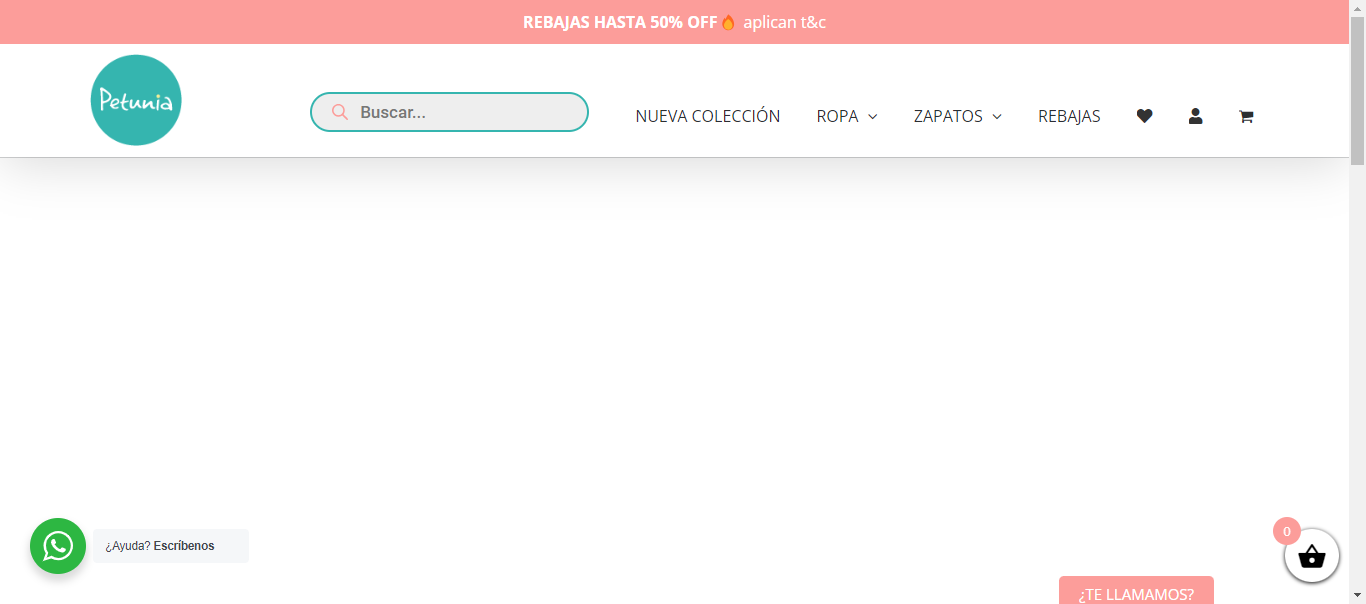 REBAJAS HASTA 50% OFF🔥 aplican t&c
Petunia
Buscar...
NUEVA COLECCIÓN
ROPA
ZAPATOS
REBAJAS
¿Ayuda? Escríbenos
0
¿TE LLAMAMOS?